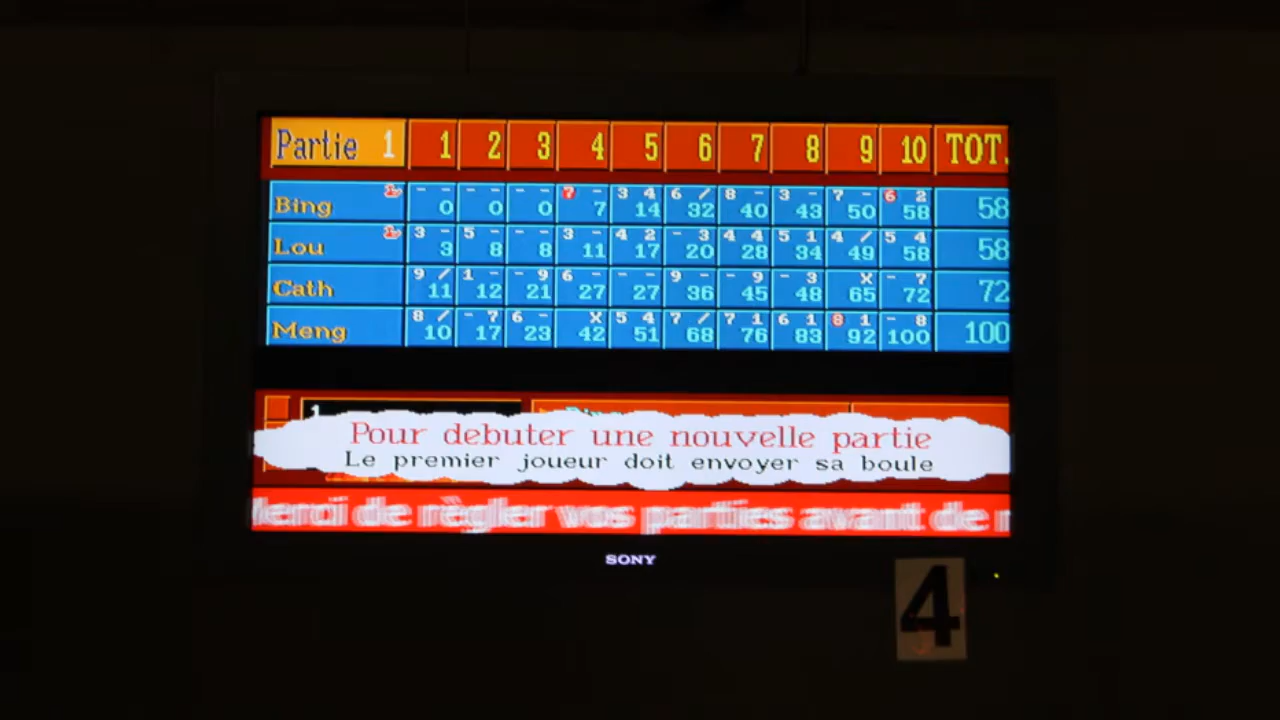 Partie 1 1 2 3 4 5 6 7 8 9 10 TOT.
- - - - - - 7 - 3 4 6 / 8 - 3 - 7 - 6 2
Bing 0 0 0 7 14 32 40 43 50 58 58
3 - 5 - - - 3 - 4 2 - 3 4 4 5 1 4 / 5 4
Lou 3 8 8 11 17 20 28 34 49 58 58
9 / 1 - - 9 6 - - - 9 - - 9 - 3 X - 7
Cath 11 12 21 27 27 36 45 48 65 72 72
8 / - 7 6 - X 5 4 7 / 7 1 6 1 8 1 - 8
Meng 10 17 23 42 51 68 76 83 92 100 100
1
Pour debuter une nouvelle partie
Le premier joueur doit envoyer sa boule
Merci de règler vos parties avant de
SONY
4